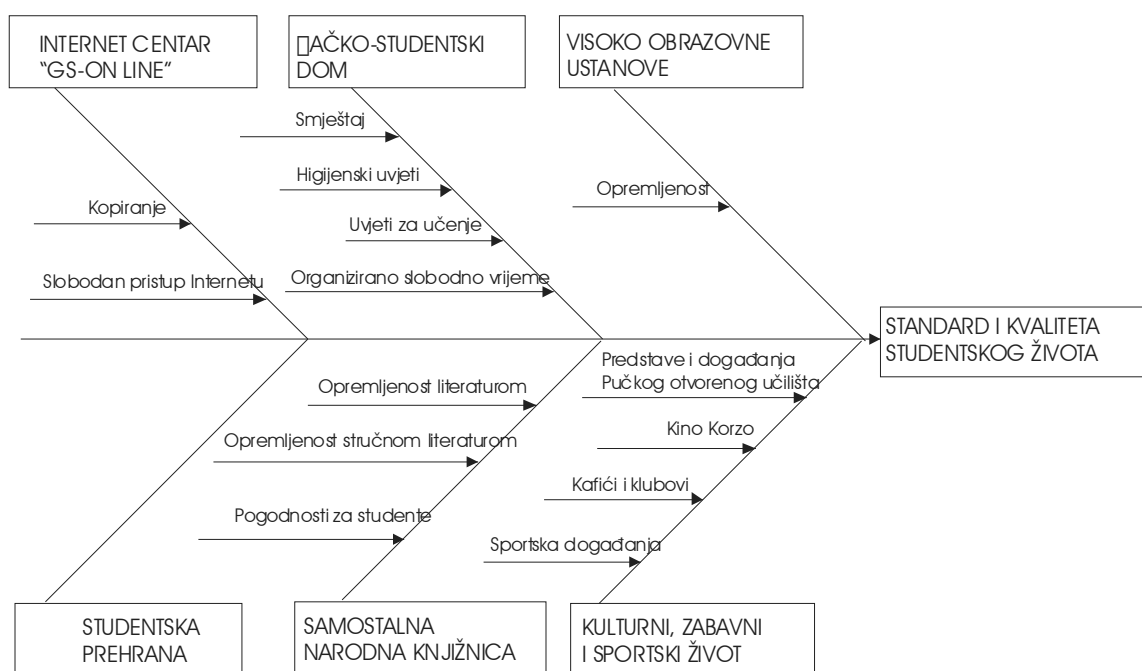 INTERNET CENTAR
“GS-ON LINE”
▯AČKO-STUDENTSKI
DOM
VISOKO OBRAZOVNE
USTANOVE
Smještaj
Higijenski uvjeti
Uvjeti za učenje
Organizirano slobodno vrijeme
Kopiranje
Slobodan pristup Internetu
Opremljenost
STANDARD I KVALITETA
STUDENTSKOG ŽIVOTA
Opremljenost literaturom
Opremljenost stručnom literaturom
Pogodnosti za studente
Predstave i događanja
Pučkog otvorenog učilišta
Kino Korzo
Kafići i klubovi
Sportska događanja
STUDENTSKA
PREHRANA
SAMOSTALNA
NARODNA KNJIŽNICA
KULTURNI, ZABAVNI
I SPORTSKI ŽIVOT